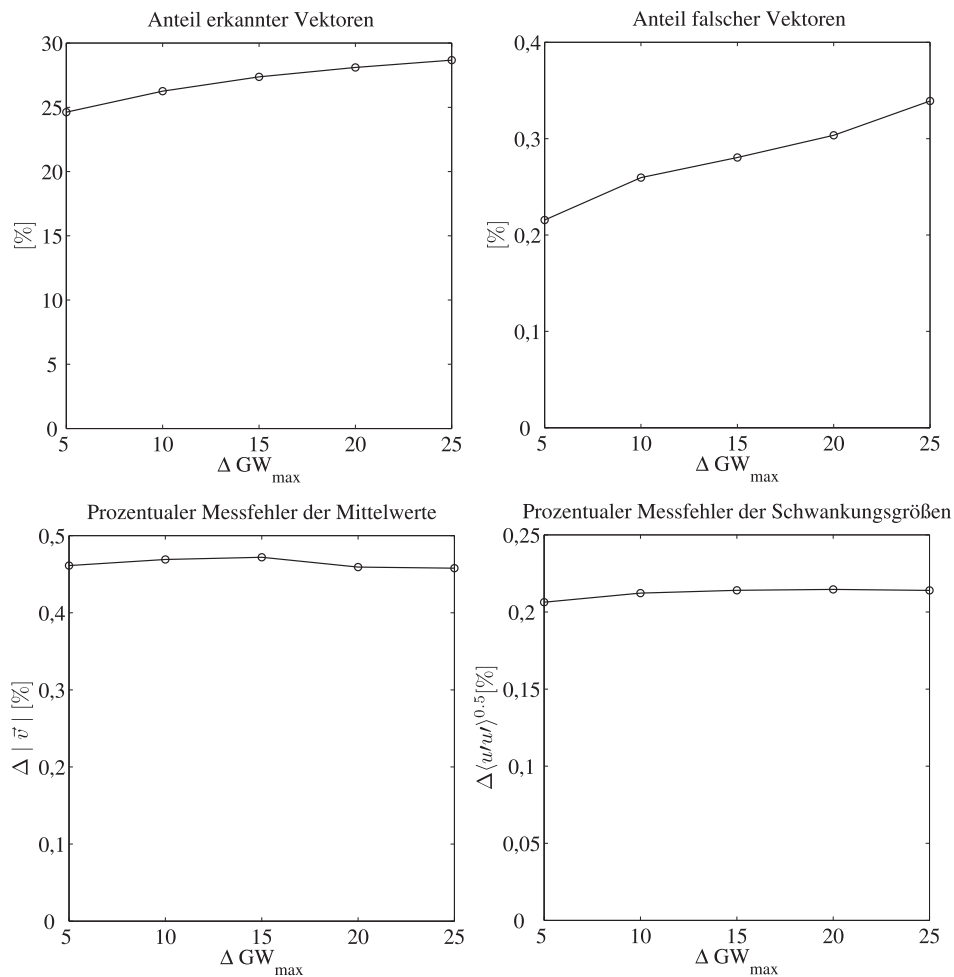 Anteil erkannter Vektoren
30
25
20
15
10
5
0
[%]
5 10 15 20 25
Δ GW_max
Anteil falscher Vektoren
0,4
0,3
0,2
0,1
0
[%]
5 10 15 20 25
Δ GW_max
Prozentualer Messfehler der Mittelwerte
0,5
0,4
0,3
0,2
0,1
0
Δ | v⃗ | [%]
5 10 15 20 25
Δ GW_max
Prozentualer Messfehler der Schwankungsgrößen
0,25
0,2
0,15
0,1
0,05
0
Δ⟨u′u′⟩^0.5[%]
5 10 15 20 25
Δ GW_max